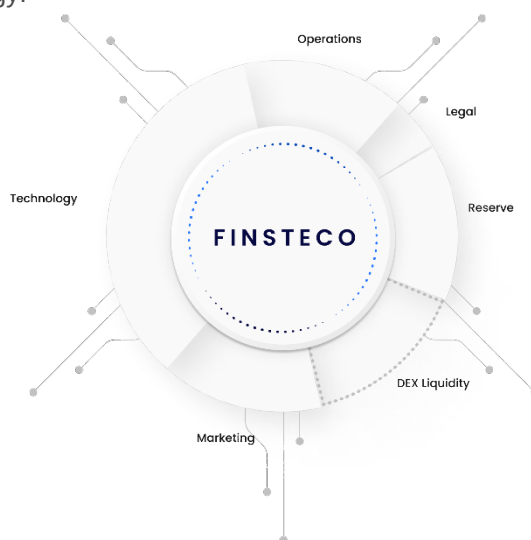 Operations
Legal
Technology
Reserve
FINSTECO
DEX Liquidity
Marketing